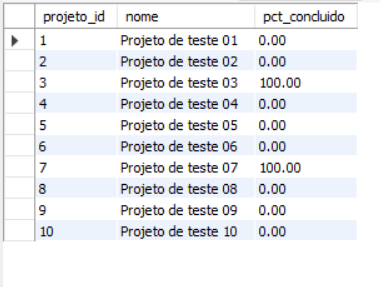 projeto_id nome pct_concluido
1 Projeto de teste 01 0.00
2 Projeto de teste 02 0.00
3 Projeto de teste 03 100.00
4 Projeto de teste 04 0.00
5 Projeto de teste 05 0.00
6 Projeto de teste 06 0.00
7 Projeto de teste 07 100.00
8 Projeto de teste 08 0.00
9 Projeto de teste 09 0.00
10 Projeto de teste 10 0.00